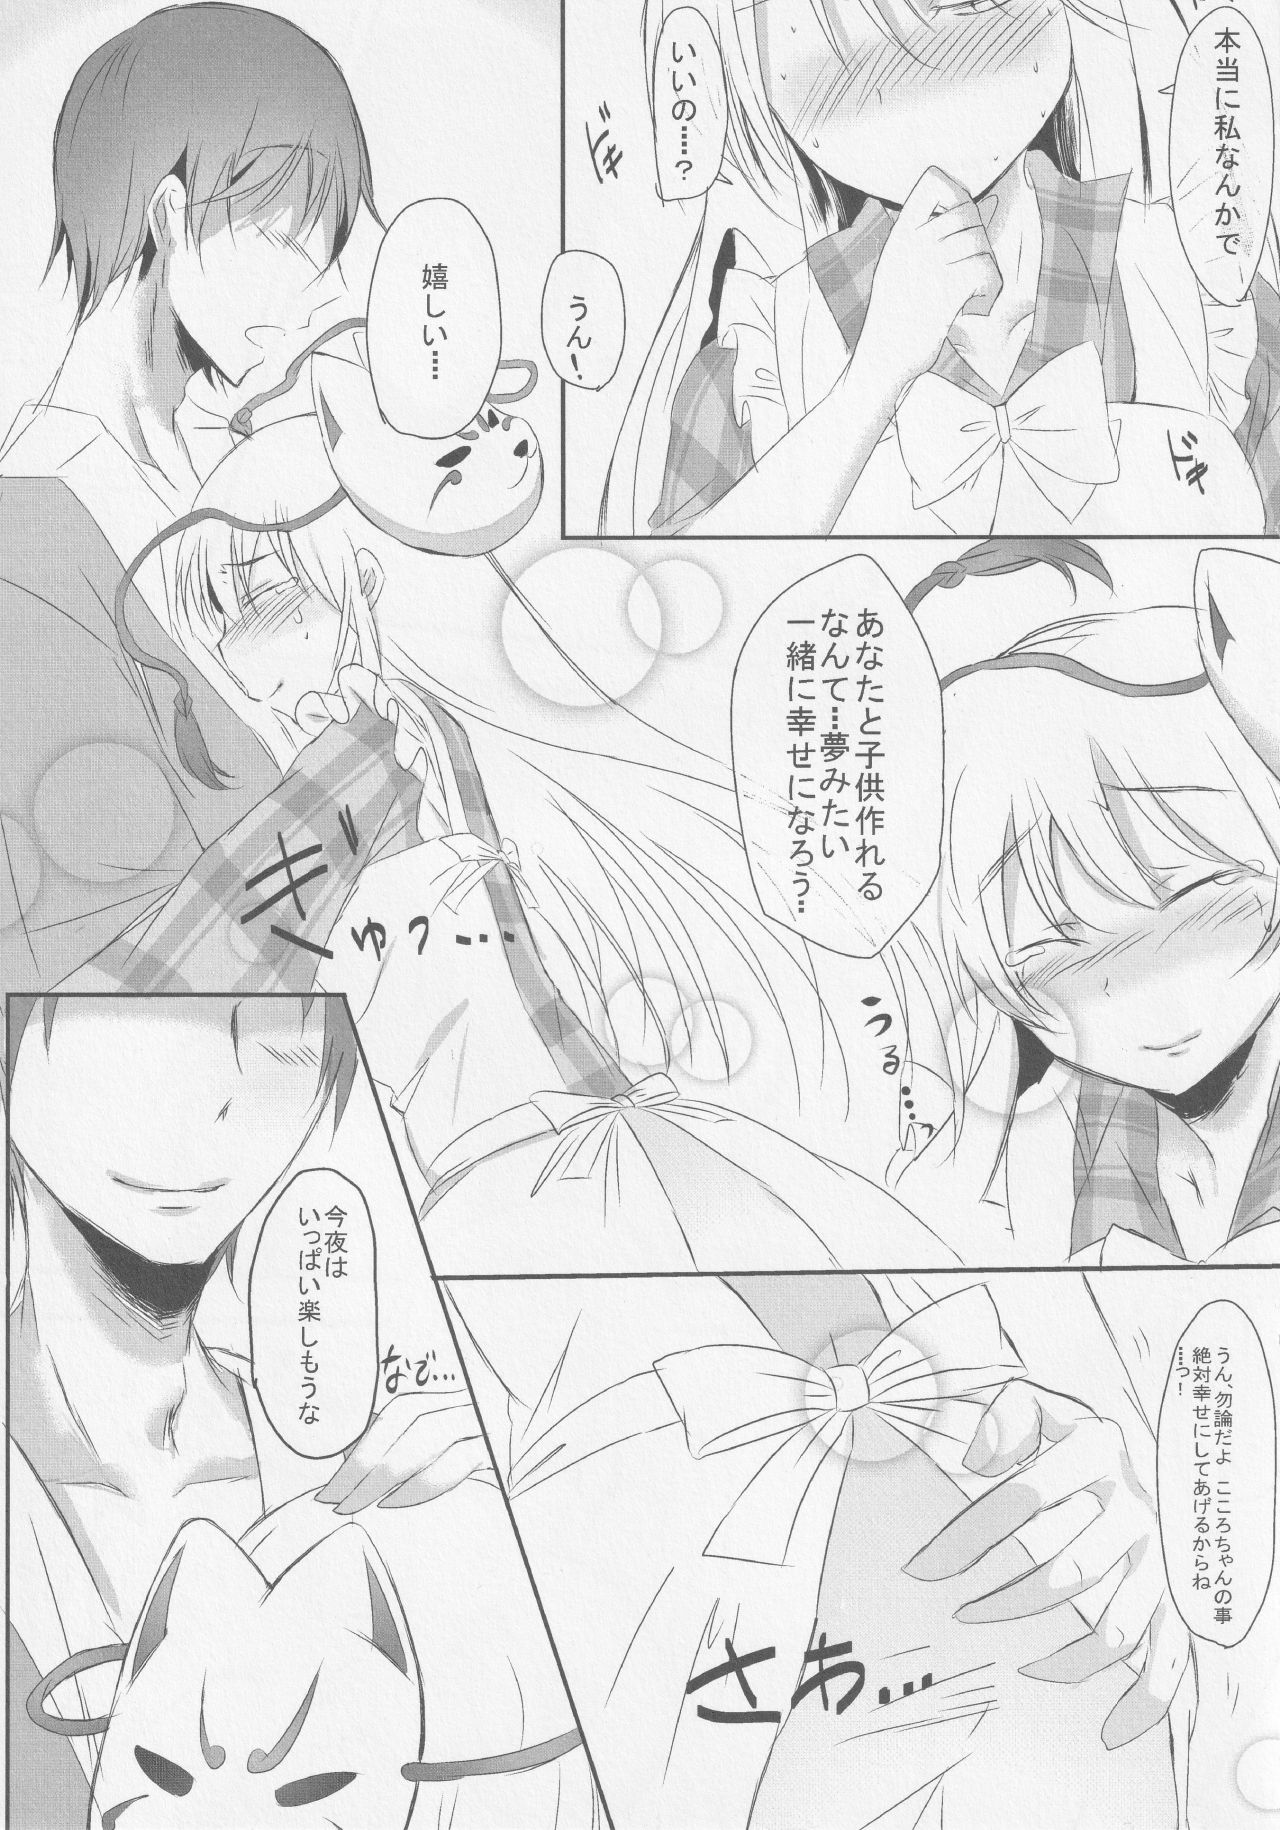 本当に私なんかで
いいの……?
ドキ
ドキ
うん!
嬉しい……
ギ
ゅっ…
あなたと子供作れる
なんて…夢みたい
一緒に幸せになろう‥
うる
……
うん、勿論だよ　こころちゃんの事
絶対幸せにしてあげるからね
……っ!
さわ…
今夜は
いっぱい楽しもうな
なで…